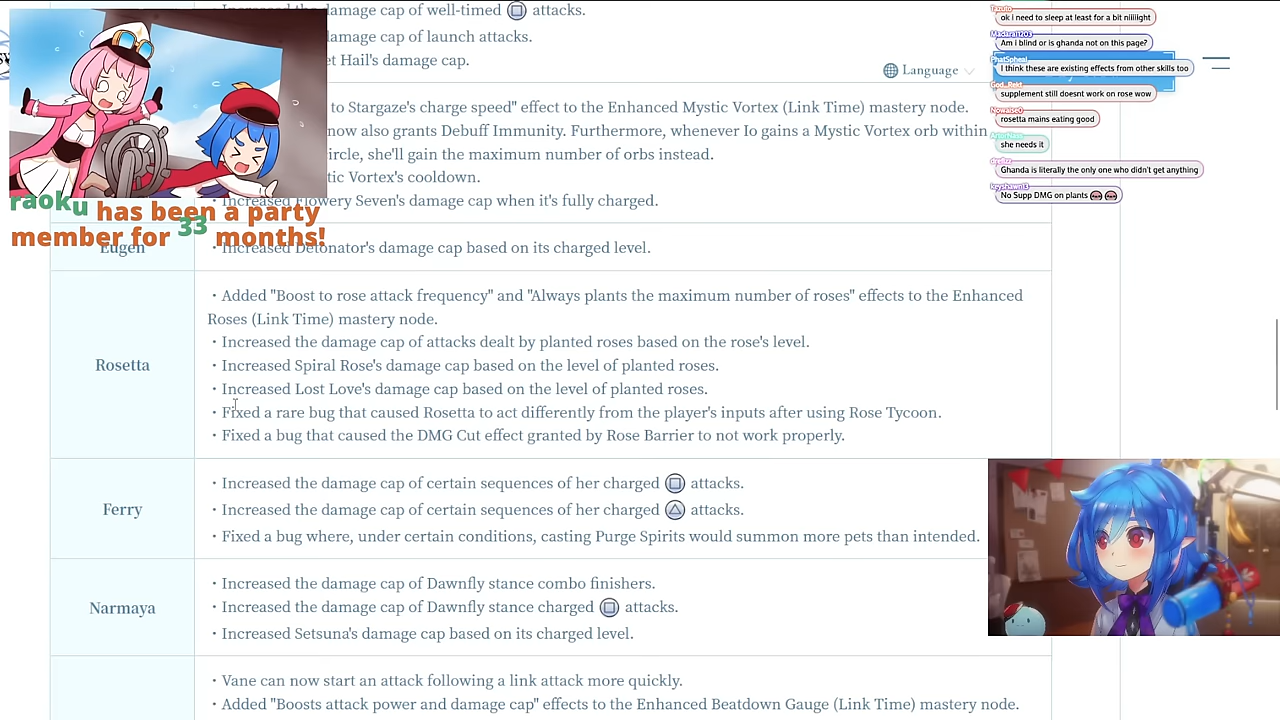 Increased the damage cap of well-timed attacks.
damage cap of launch attacks.
et Hail's damage cap.
Language
to Stargaze's charge speed" effect to the Enhanced Mystic Vortex (Link Time) mastery node.
now also grants Debuff Immunity. Furthermore, whenever Io gains a Mystic Vortex orb within
ircle, she'll gain the maximum number of orbs instead.
tic Vortex's cooldown.
Increased Flowery Seven's damage cap when it's fully charged.
raoku has been a party
member for 33 months!
Eugen
・Increased Detonator's damage cap based on its charged level.
Rosetta
・Added "Boost to rose attack frequency" and "Always plants the maximum number of roses" effects to the Enhanced
Roses (Link Time) mastery node.
・Increased the damage cap of attacks dealt by planted roses based on the rose's level.
・Increased Spiral Rose's damage cap based on the level of planted roses.
・Increased Lost Love's damage cap based on the level of planted roses.
・Fixed a rare bug that caused Rosetta to act differently from the player's inputs after using Rose Tycoon.
・Fixed a bug that caused the DMG Cut effect granted by Rose Barrier to not work properly.
Ferry
・Increased the damage cap of certain sequences of her charged attacks.
・Increased the damage cap of certain sequences of her charged attacks.
・Fixed a bug where, under certain conditions, casting Purge Spirits would summon more pets than intended.
Narmaya
・Increased the damage cap of Dawnfly stance combo finishers.
・Increased the damage cap of Dawnfly stance charged attacks.
・Increased Setsuna's damage cap based on its charged level.
・Vane can now start an attack following a link attack more quickly.
・Added "Boosts attack power and damage cap" effects to the Enhanced Beatdown Gauge (Link Time) mastery node.
ok I need to sleep at least for a bit niiiiight
Madara1203
Am I blind or is ghanda not on this page?
PhatSpheal
I think these are existing effects from other skills too
supplement still doesnt work on rose wow
rosetta mains eating good
she needs it
Ghanda is literally the only one who didn't get anything
keyshawn13
No Supp DMG on plants